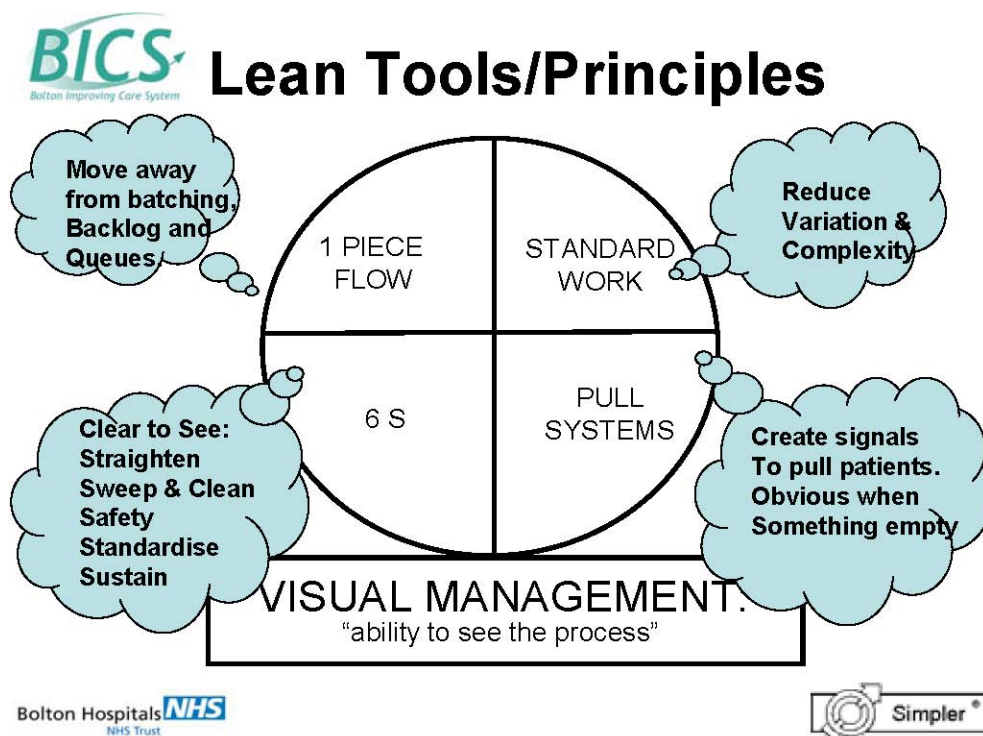 BICS
Bolton Improving Care System
Lean Tools/Principles
Move away
from batching,
Backlog and
Queues.
1 PIECE
FLOW
STANDARD
WORK
Reduce
Variation &
Complexity
Clear to See:
Straighten
Sweep & Clean
Safety
Standardise
Sustain
6 S
PULL
SYSTEMS
Create signals
To pull patients.
Obvious when
Something empty
VISUAL MANAGEMENT.
“ability to see the process”
Bolton Hospitals NHS
NHS Trust
Simpler ®